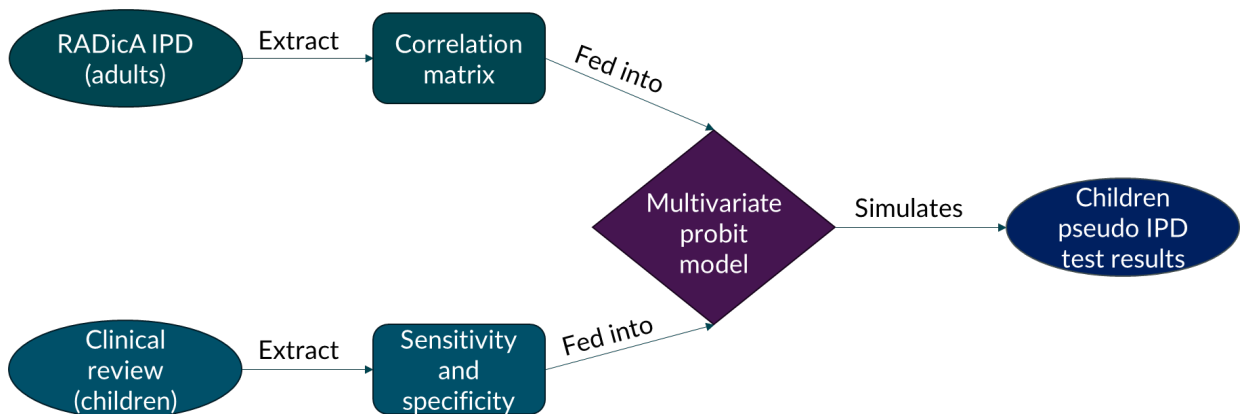 RADicA IPD
(adults)
Extract
Correlation
matrix
Fed into
Multivariate
probit
model
Simulates
Children
pseudo IPD
test results
Clinical
review
(children)
Extract
Sensitivity
and
specificity
Fed into